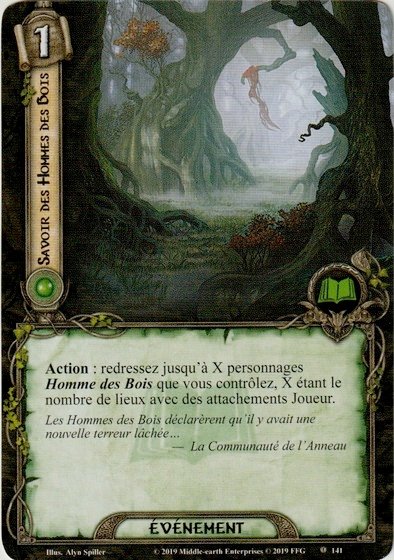 1
SAVOIR DES HOMMES DES BOIS
Action : redressez jusqu'à X personnages
Homme des Bois que vous contrôlez, X étant le
nombre de lieux avec des attachements Joueur.
Les Hommes des Bois déclarèrent qu'il y avait une
nouvelle terreur lâchée…
— La Communauté de l'Anneau
ÉVÉNEMENT
Illus. Alyn Spiller
© 2019 Middle-earth Enterprises © 2019 FFG
141